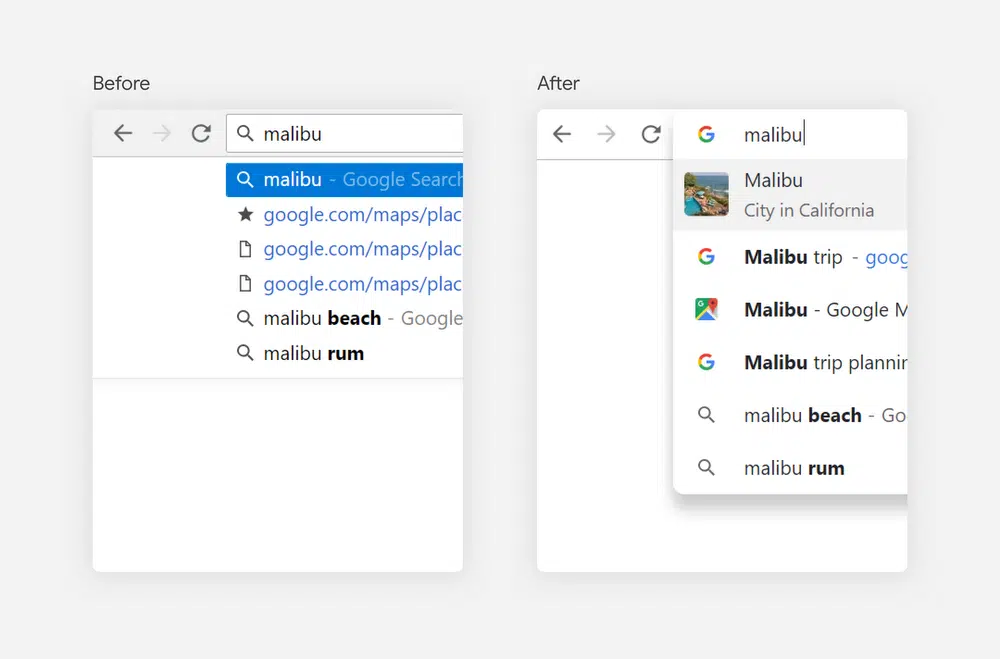 Before
malibu
malibu - Google Search
google.com/maps/plac
google.com/maps/plac
google.com/maps/plac
malibu beach - Google
malibu rum
After
malibu
Malibu
City in California
Malibu trip - goog
Malibu - Google M
Malibu trip plannin
malibu beach - Go
malibu rum